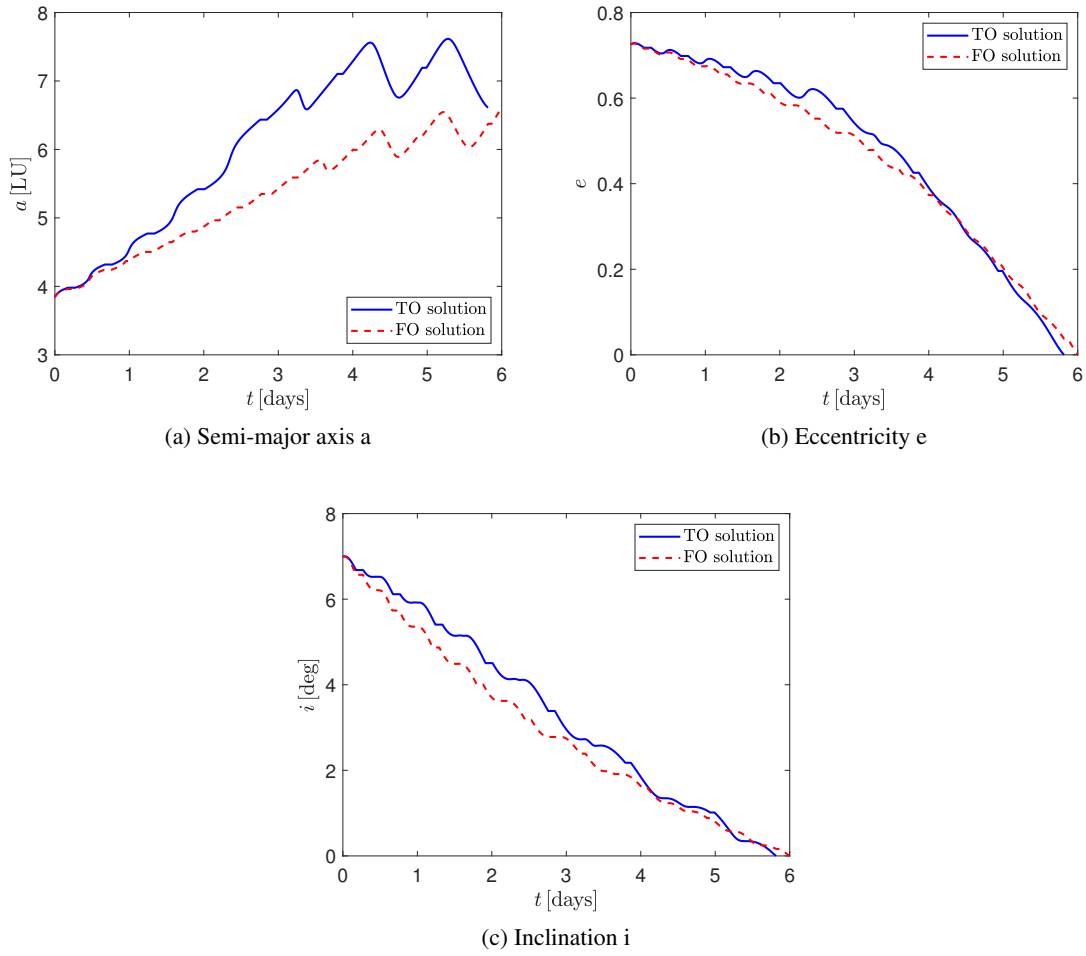 8
7
6
5
4
3
a [LU]
TO solution
FO solution
0 1 2 3 4 5 6
t [days]
(a) Semi-major axis a
0.8
0.6
0.4
0.2
0
e
TO solution
FO solution
0 1 2 3 4 5 6
t [days]
(b) Eccentricity e
8
6
4
2
0
i [deg]
TO solution
FO solution
0 1 2 3 4 5 6
t [days]
(c) Inclination i